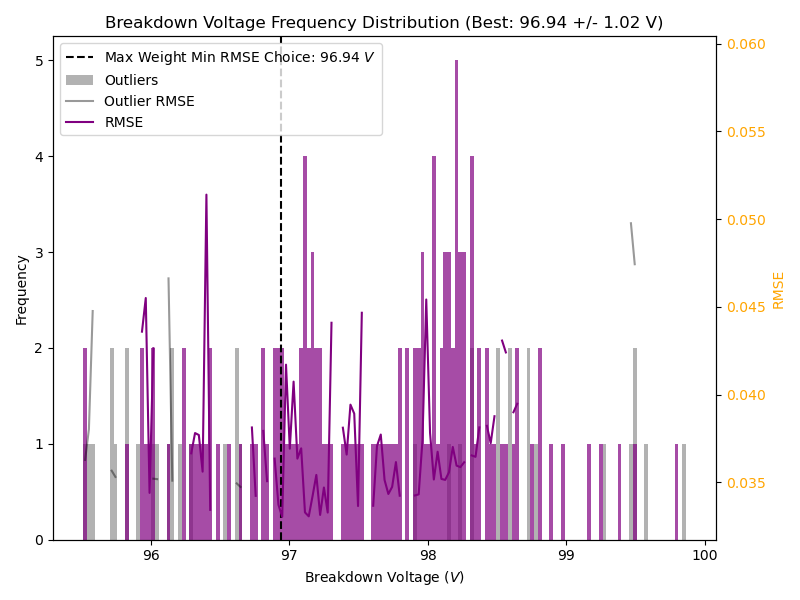 Breakdown Voltage Frequency Distribution (Best: 96.94 +/- 1.02 V)
Max Weight Min RMSE Choice: 96.94 V
Outliers
Outlier RMSE
RMSE
Frequency
5
4
3
2
1
0
96
97
98
99
100
Breakdown Voltage (V)
0.060
0.055
0.050
0.045
0.040
0.035
RMSE